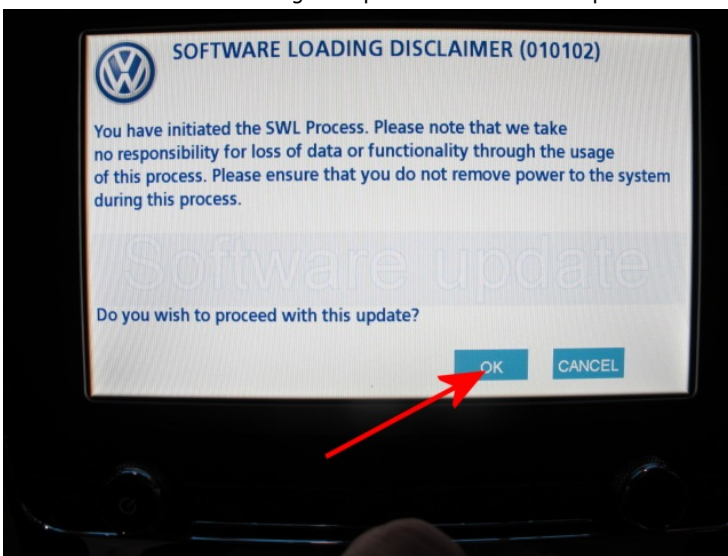 SOFTWARE LOADING DISCLAIMER (010102)
You have initiated the SWL Process. Please note that we take
no responsibility for loss of data or functionality through the usage
of this process. Please ensure that you do not remove power to the system
during this process.
Software update
Do you wish to proceed with this update?
OK CANCEL